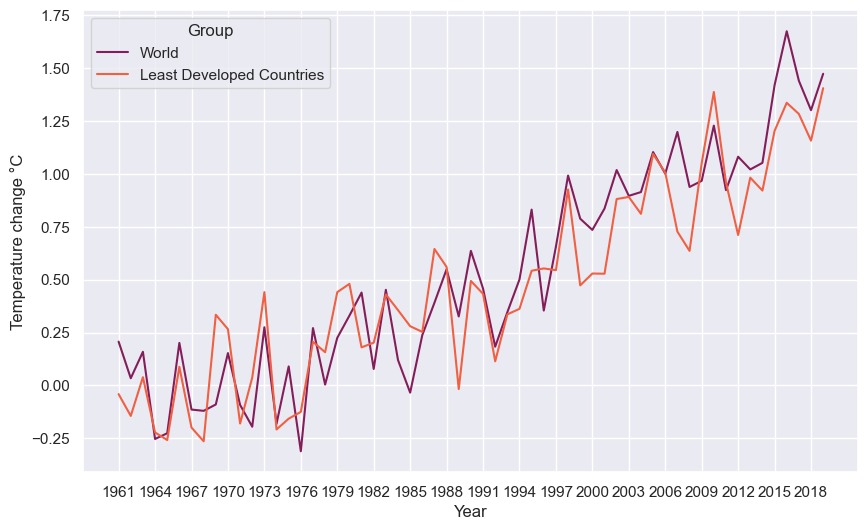 Group
World
Least Developed Countries
Temperature change °C
1.75
1.50
1.25
1.00
0.75
0.50
0.25
0.00
−0.25
1961 1964 1967 1970 1973 1976 1979 1982 1985 1988 1991 1994 1997 2000 2003 2006 2009 2012 2015 2018
Year